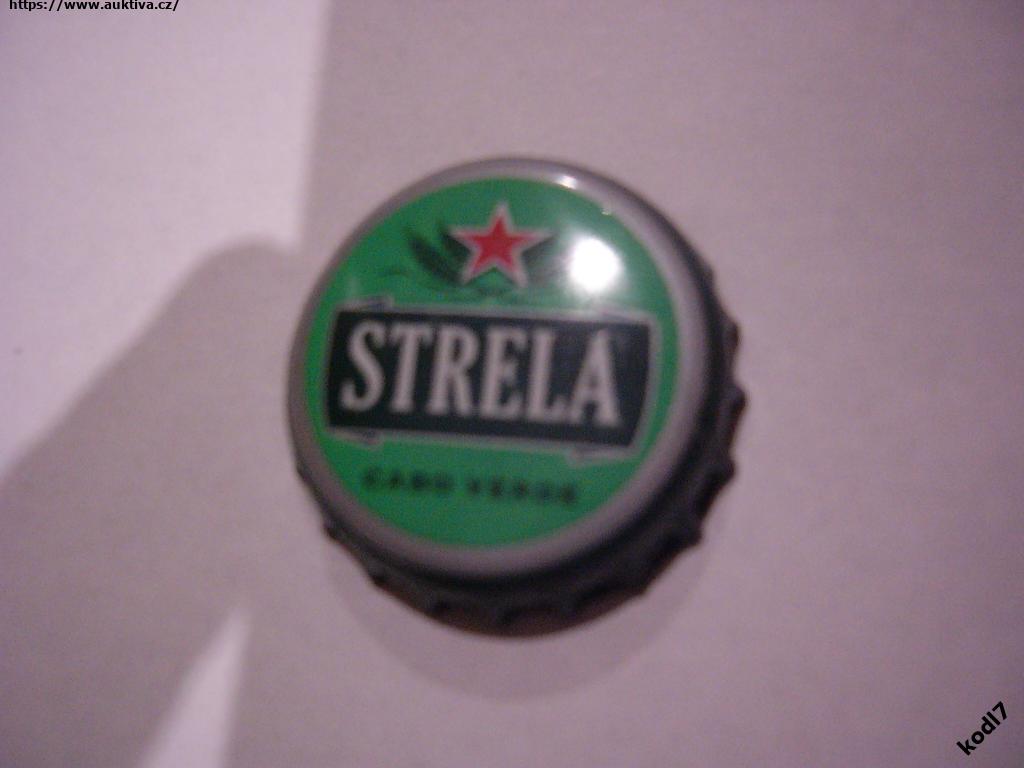 https://www.auktiva.cz/
STRELA
CABO VERDE
kodl7